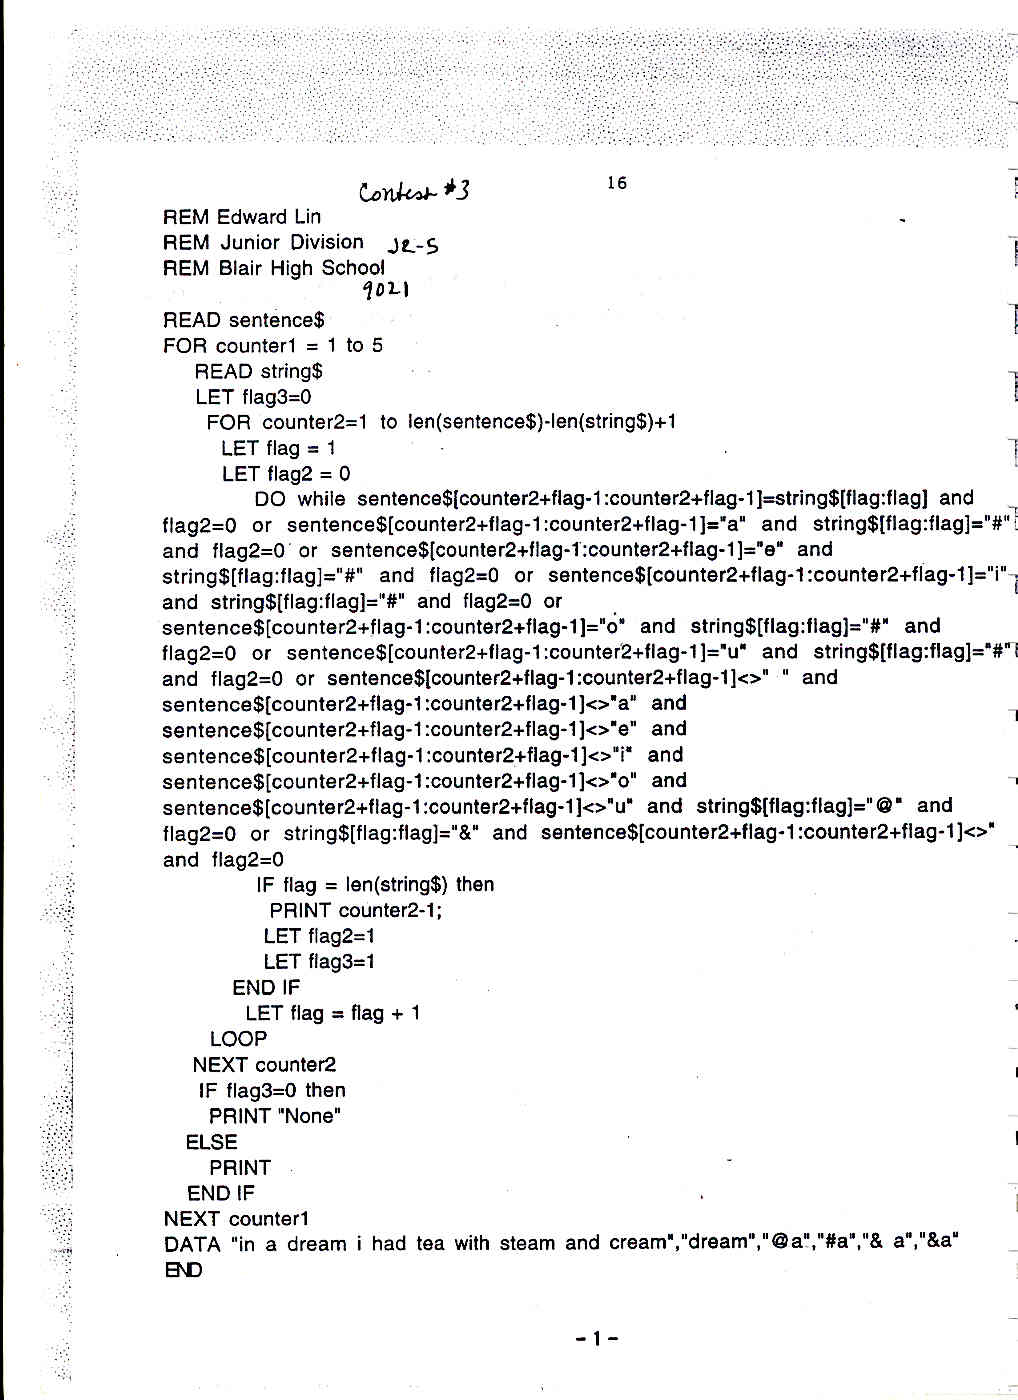 Contest #3
16
REM Edward Lin
REM Junior Division JR-5
REM Blair High School
9021
READ sentence$
FOR counter1 = 1 to 5
READ string$
LET flag3=0
FOR counter2=1 to len(sentence$)-len(string$)+1
LET flag = 1
LET flag2 = 0
DO while sentence$[counter2+flag-1:counter2+flag-1]=string$[flag:flag] and
flag2=0 or sentence$[counter2+flag-1:counter2+flag-1]="a" and string$[flag:flag]="#"
and flag2=0 or sentence$[counter2+flag-1:counter2+flag-1]="e" and
string$[flag:flag]="#" and flag2=0 or sentence$[counter2+flag-1:counter2+flag-1]="i"
and string$[flag:flag]="#" and flag2=0 or
sentence$[counter2+flag-1:counter2+flag-1]="o" and string$[flag:flag]="#" and
flag2=0 or sentence$[counter2+flag-1:counter2+flag-1]="u" and string$[flag:flag]="#"
and flag2=0 or sentence$[counter2+flag-1:counter2+flag-1]<>" " and
sentence$[counter2+flag-1:counter2+flag-1]<>"a" and
sentence$[counter2+flag-1:counter2+flag-1]<>"e" and
sentence$[counter2+flag-1:counter2+flag-1]<>"i" and
sentence$[counter2+flag-1:counter2+flag-1]<>"o" and
sentence$[counter2+flag-1:counter2+flag-1]<>"u" and string$[flag:flag]="@" and
flag2=0 or string$[flag:flag]="&" and sentence$[counter2+flag-1:counter2+flag-1]<>"
and flag2=0
IF flag = len(string$) then
PRINT counter2-1;
LET flag2=1
LET flag3=1
END IF
LET flag = flag + 1
LOOP
NEXT counter2
IF flag3=0 then
PRINT "None"
ELSE
PRINT
END IF
NEXT counter1
DATA "in a dream i had tea with steam and cream","dream","@a","#a","& a","&a"
END
-1-